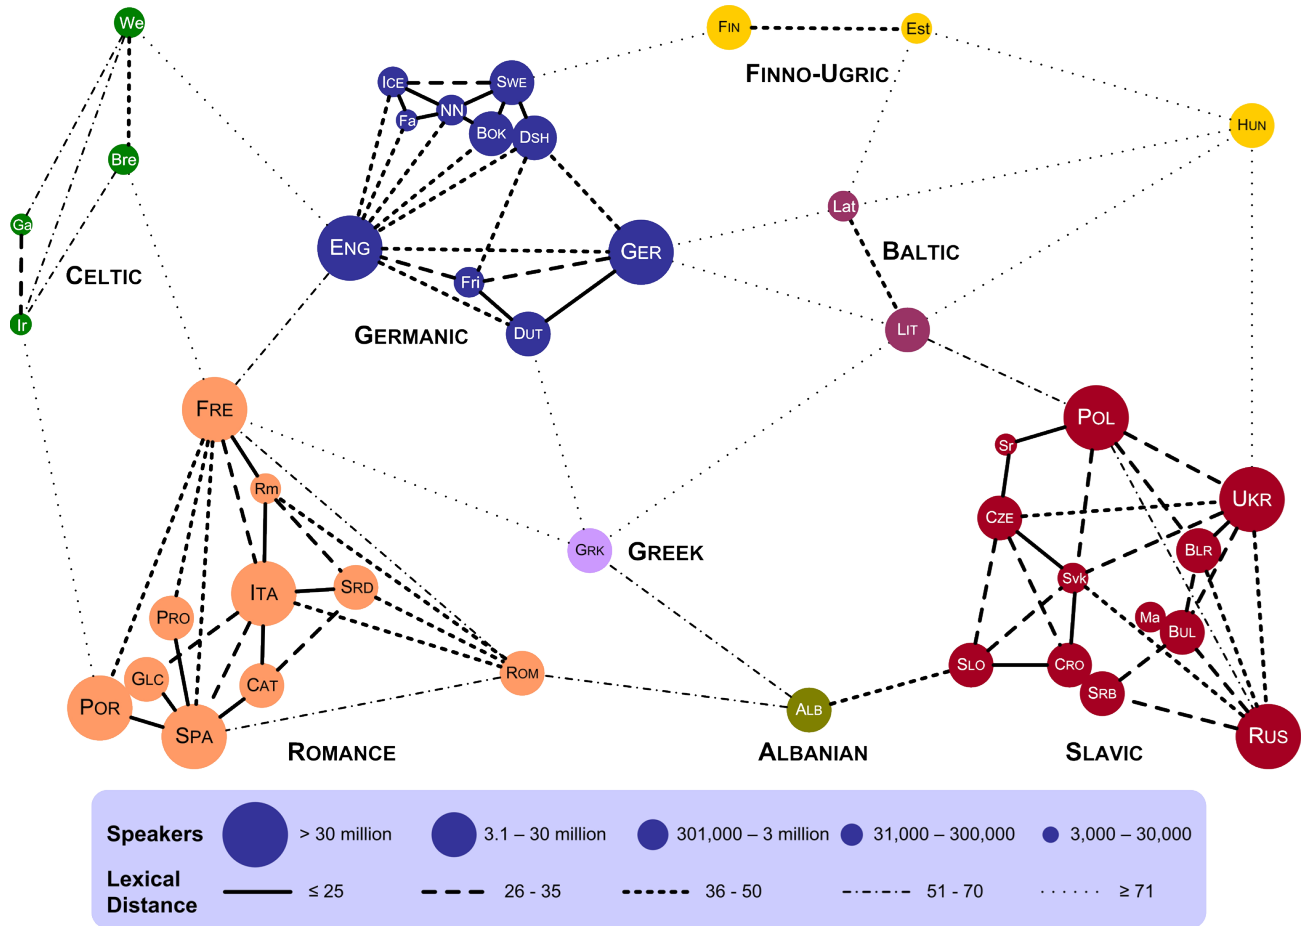 We
FIN
Est
FINNO-UGRIC
ICE
SWE
NN
Fa
BOK
DSH
HUN
Bre
Lat
Ga
ENG
GER
BALTIC
CELTIC
Fri
Ir
GERMANIC
DUT
LIT
FRE
POL
Sr
Rm
UKR
CZE
GRK
GREEK
BLR
Svk
ITA
SRD
PRO
Ma
BUL
GLC
CAT
ROM
SLO
CRO
SRB
POR
SPA
ALB
RUS
ROMANCE
ALBANIAN
SLAVIC
Speakers > 30 million 3.1 – 30 million 301,000 – 3 million 31,000 – 300,000 3,000 – 30,000
Lexical
Distance ≤ 25 26 - 35 36 - 50 51 - 70 ≥ 71